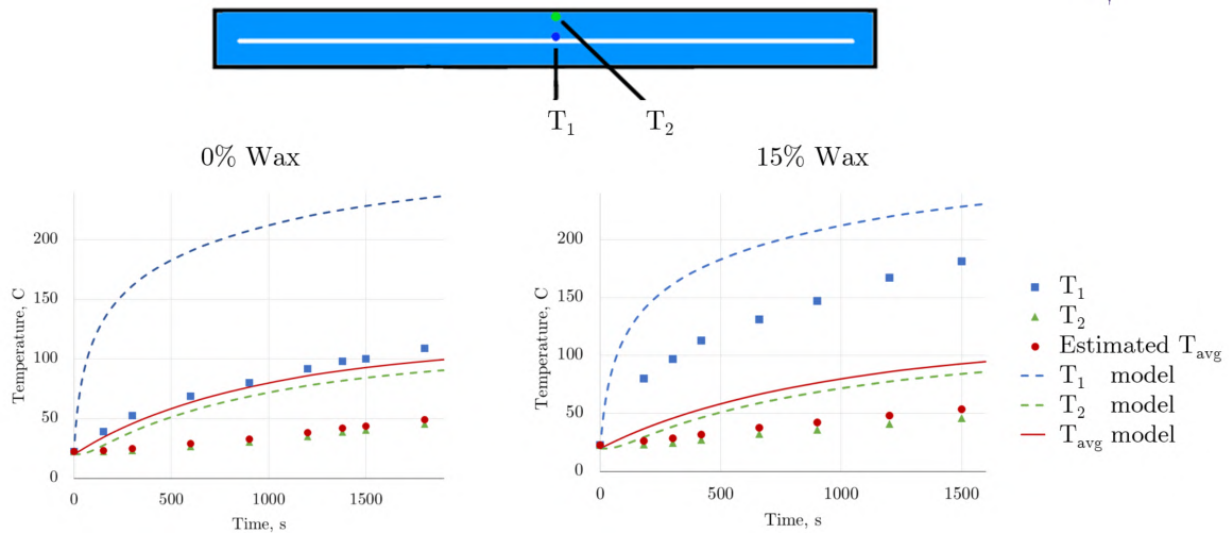 T₁
T₂
0% Wax
15% Wax
200
150
100
50
0
Temperature, C
0
500
1000
1500
Time, s
200
150
100
50
0
Temperature, C
0
500
1000
1500
Time, s
T₁
T₂
Estimated Tavg
T₁ model
T₂ model
Tavg model